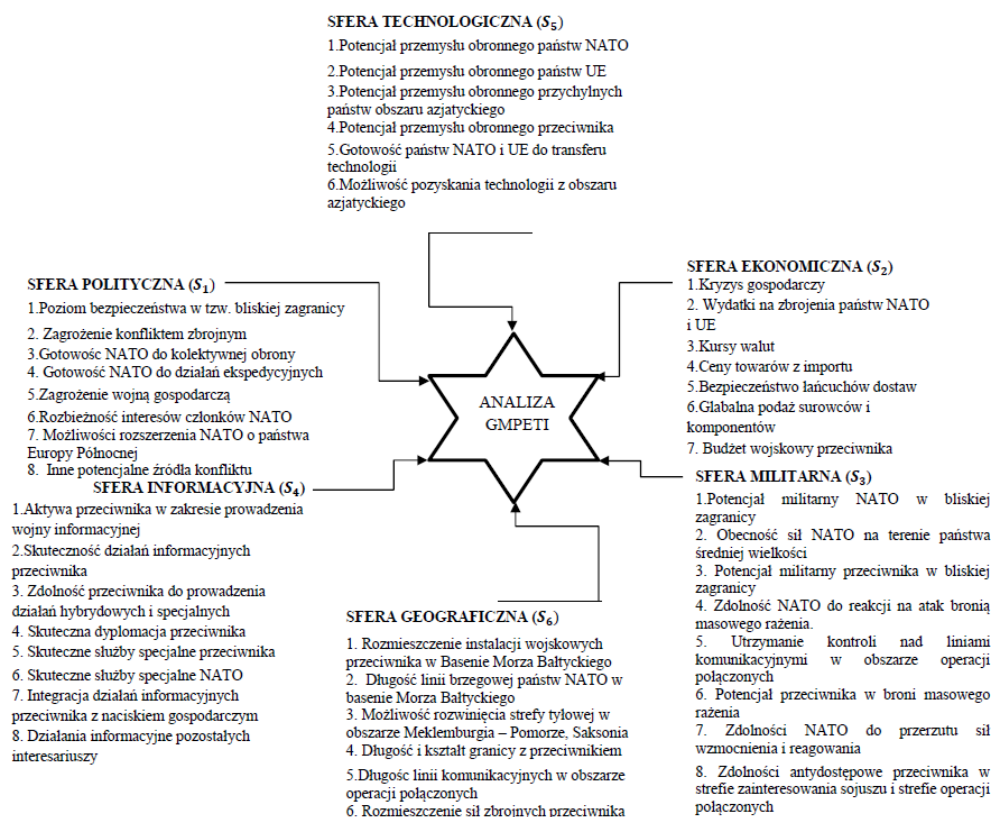 SFERA TECHNOLOGICZNA (S₅)
1.Potencjał przemysłu obronnego państw NATO
2.Potencjał przemysłu obronnego państw UE
3.Potencjał przemysłu obronnego przychylnych
państw obszaru azjatyckiego
4.Potencjał przemysłu obronnego przeciwnika
5.Gotowość państw NATO i UE do transferu
technologii
6.Możliwość pozyskania technologii z obszaru
azjatyckiego
SFERA POLITYCZNA (S₁)
1.Poziom bezpieczeństwa w tzw. bliskiej zagranicy
2. Zagrożenie konfliktem zbrojnym
3.Gotowośc NATO do kolektywnej obrony
4. Gotowość NATO do działań ekspedycyjnych
5.Zagrożenie wojną gospodarczą
6.Rozbieżność interesów członków NATO
7. Możliwości rozszerzenia NATO o państwa
Europy Północnej
8. Inne potencjalne źródła konfliktu
SFERA EKONOMICZNA (S₂)
1.Kryzys gospodarczy
2. Wydatki na zbrojenia państw NATO
i UE
3.Kursy walut
4.Ceny towarów z importu
5.Bezpieczeństwo łańcuchów dostaw
6.Glabalna podaż surowców i
komponentów
7. Budżet wojskowy przeciwnika
ANALIZA
GMPETI
SFERA INFORMACYJNA (S₄)
1.Aktywa przeciwnika w zakresie prowadzenia
wojny informacyjnej
2.Skuteczność działań informacyjnych
przeciwnika
3. Zdolność przeciwnika do prowadzenia
działań hybrydowych i specjalnych
4. Skuteczna dyplomacja przeciwnika
5. Skuteczne służby specjalne przeciwnika
6. Skuteczne służby specjalne NATO
7. Integracja działań informacyjnych
przeciwnika z naciskiem gospodarczym
8. Działania informacyjne pozostałych
interesariuszy
SFERA GEOGRAFICZNA (S₆)
1. Rozmieszczenie instalacji wojskowych
przeciwnika w Basenie Morza Bałtyckiego
2. Długość linii brzegowej państw NATO w
basenie Morza Bałtyckiego
3. Możliwość rozwinięcia strefy tyłowej w
obszarze Meklemburgia – Pomorze, Saksonia
4. Długość i kształt granicy z przeciwnikiem
5.Długośc linii komunikacyjnych w obszarze
operacji połączonych
6. Rozmieszczenie sił zbrojnych przeciwnika
SFERA MILITARNA (S₃)
1.Potencjał militarny NATO w bliskiej
zagranicy
2. Obecność sił NATO na terenie państwa
średniej wielkości
3. Potencjał militarny przeciwnika w bliskiej
zagranicy
4. Zdolność NATO do reakcji na atak bronią
masowego rażenia.
5. Utrzymanie kontroli nad liniami
komunikacyjnymi w obszarze operacji
połączonych
6. Potencjał przeciwnika w broni masowego
rażenia
7. Zdolności NATO do przerzutu sił
wzmocnienia i reagowania
8. Zdolności antydostępowe przeciwnika w
strefie zainteresowania sojuszu i strefie operacji
połączonych